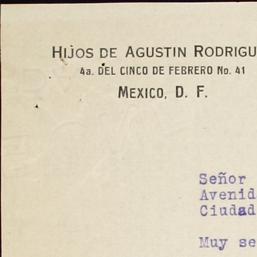 HIJOS DE AGUSTIN RODRIGU
4a. DEL CINCO DE FEBRERO No. 41
MEXICO, D. F.
Señor
Avenid
Ciudad
Muy se